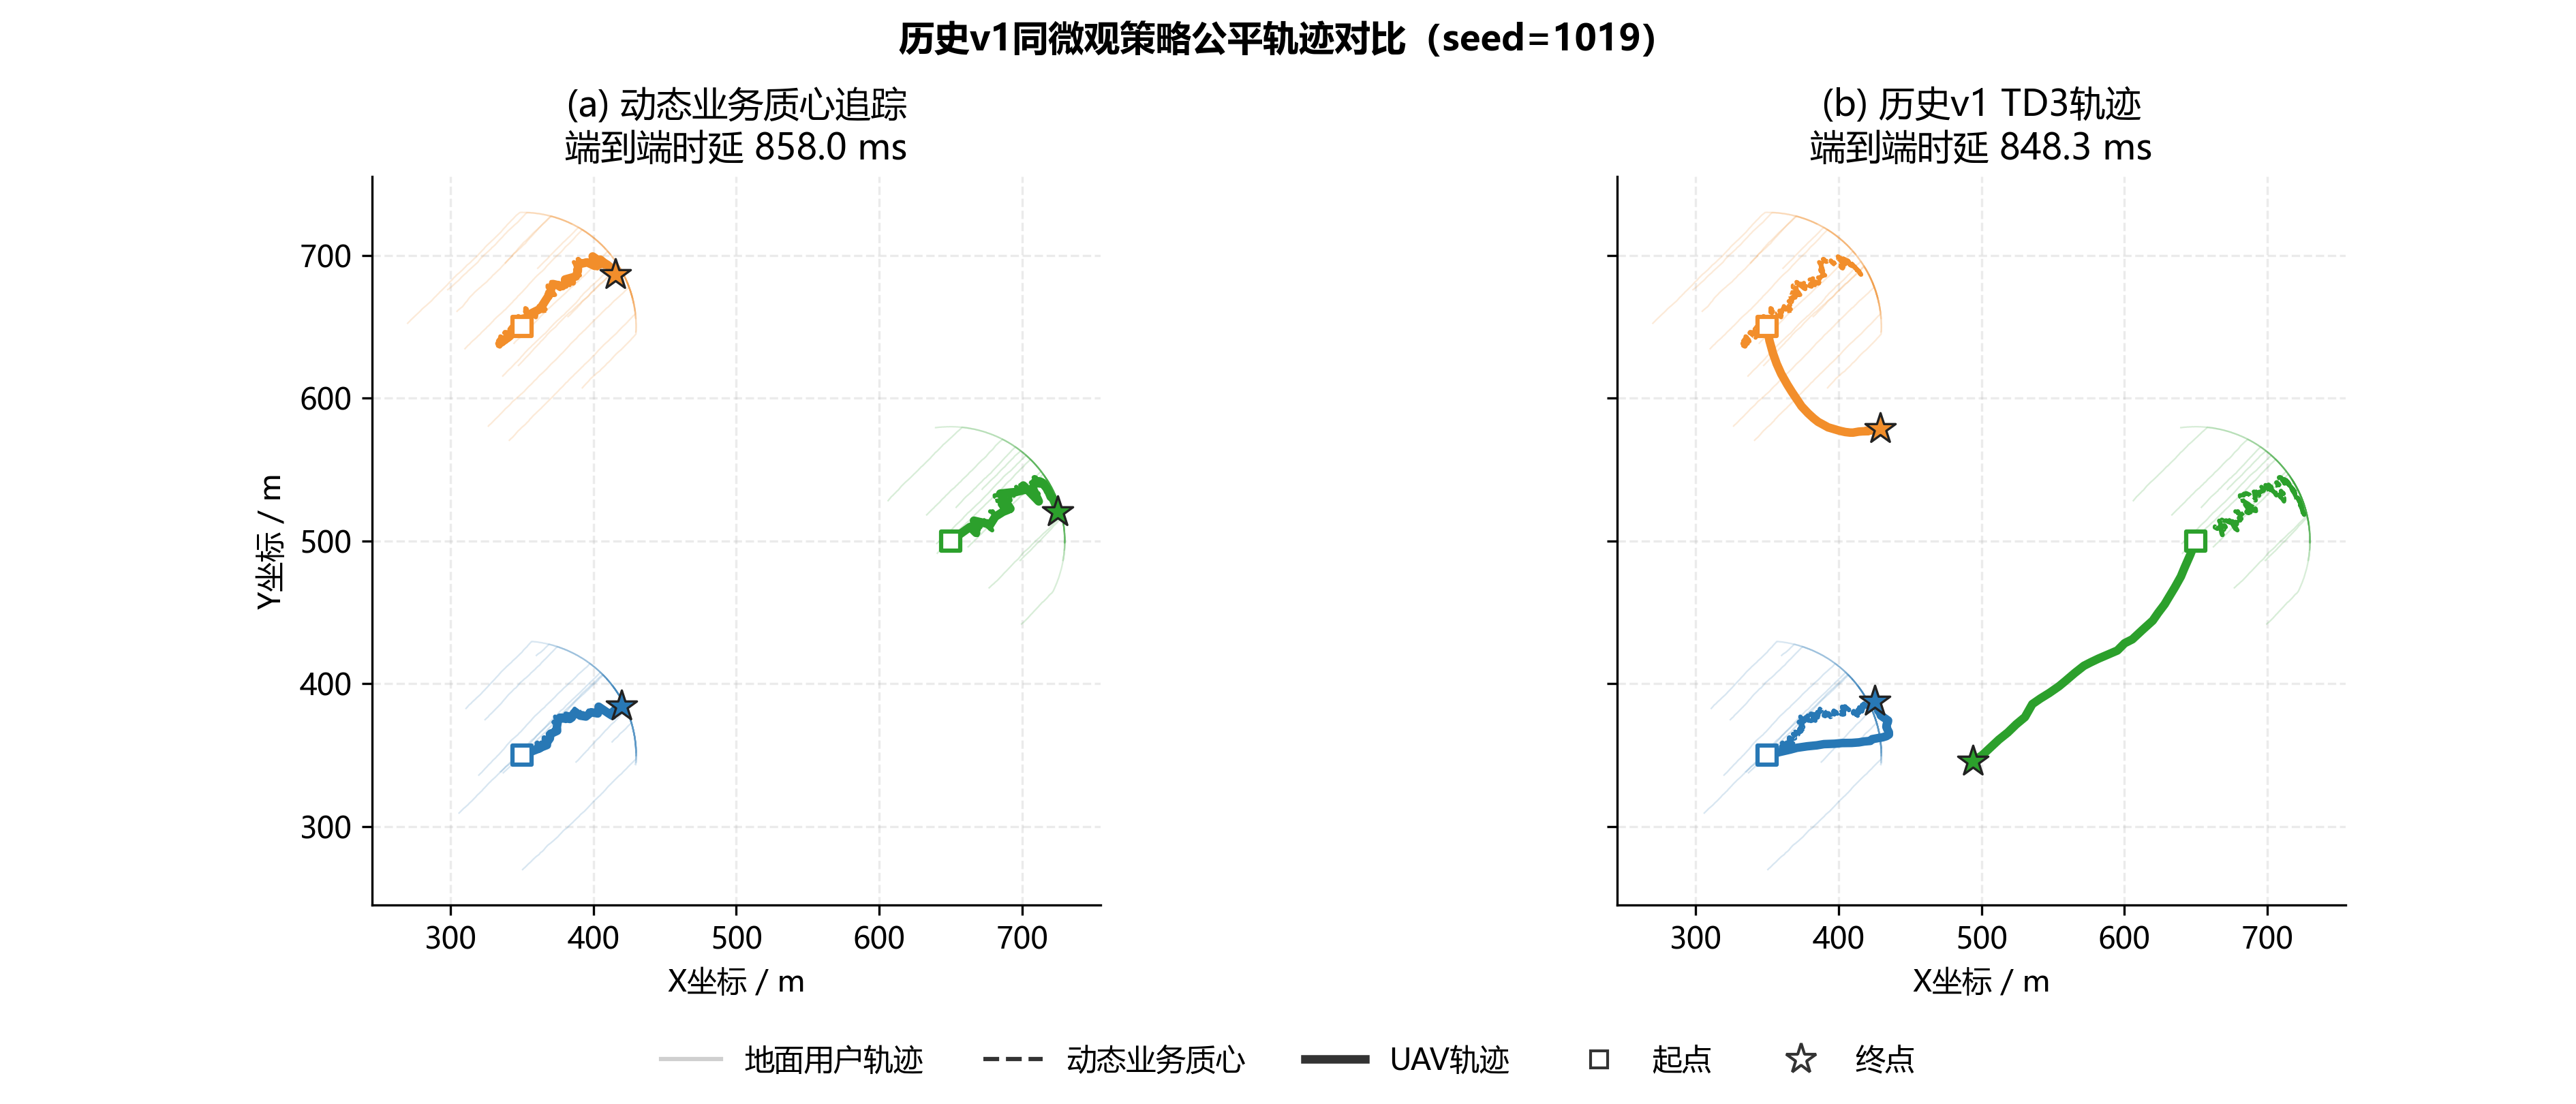 历史v1同微观策略公平轨迹对比（seed=1019）
(a) 动态业务质心追踪
端到端时延 858.0 ms
700
600
500
400
300
Y坐标 / m
300 400 500 600 700
X坐标 / m
(b) 历史v1 TD3轨迹
端到端时延 848.3 ms
300 400 500 600 700
X坐标 / m
地面用户轨迹 动态业务质心 UAV轨迹 起点 终点